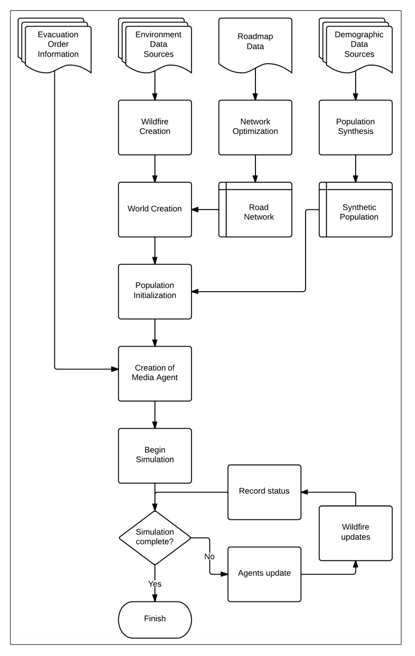 Evacuation
Order
Information
Environment
Data
Sources
Roadmap
Data
Demographic
Data
Sources
Wildfire
Creation
Network
Optimization
Population
Synthesis
World Creation
Road
Network
Synthetic
Population
Population
Initialization
Creation of
Media Agent
Begin
Simulation
Record status
Simulation
complete?
Wildfire
updates
No
Agents update
Yes
Finish